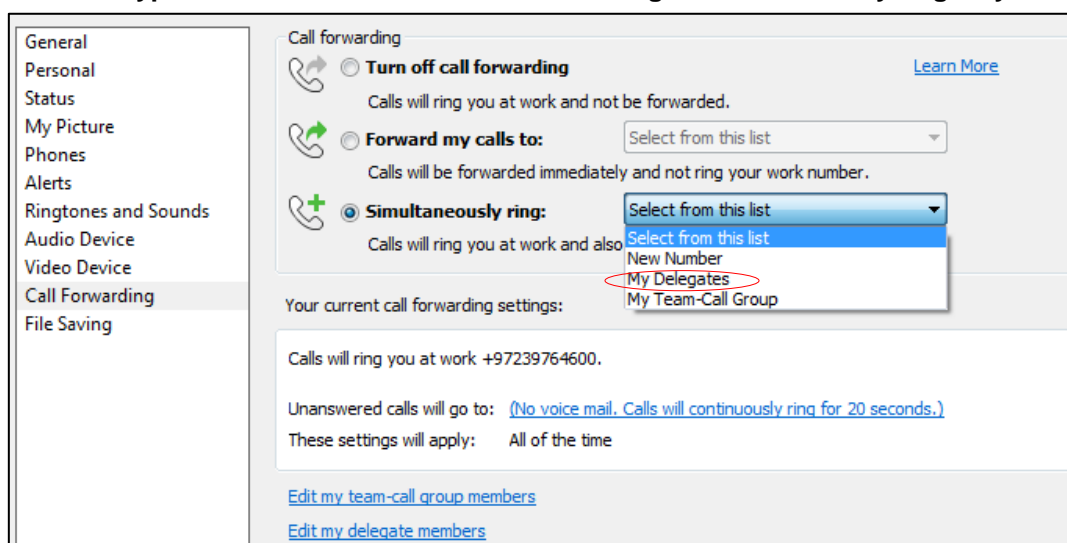 General
Personal
Status
My Picture
Phones
Alerts
Ringtones and Sounds
Audio Device
Video Device
Call Forwarding
File Saving
Call forwarding
Turn off call forwarding
Learn More
Calls will ring you at work and not be forwarded.
Forward my calls to:
Select from this list
Calls will be forwarded immediately and not ring your work number.
Simultaneously ring:
Select from this list
Calls will ring you at work and also
Select from this list
New Number
My Delegates
My Team-Call Group
Your current call forwarding settings:
Calls will ring you at work +97239764600.
Unanswered calls will go to: (No voice mail. Calls will continuously ring for 20 seconds.)
These settings will apply: All of the time
Edit my team-call group members
Edit my delegate members